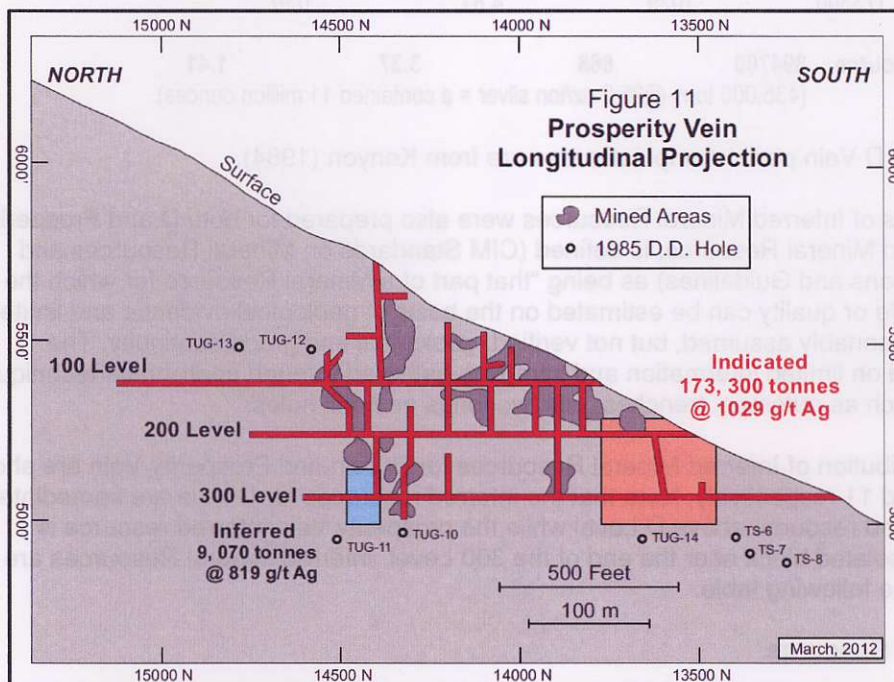 15000 N 14500 N 14000 N 13500 N
NORTH
SOUTH
Figure 11
Prosperity Vein
Longitudinal Projection
6000'
Surface
Mined Areas
1985 D.D. Hole
5500'
TUG-13
TUG-12
100 Level
Indicated
173, 300 tonnes
@ 1029 g/t Ag
200 Level
300 Level
5000'
Inferred
9, 070 tonnes
@ 819 g/t Ag
TUG-11
TUG-10
TUG-14
TS-6
TS-7
TS-8
500 Feet
100 m
March, 2012
15000 N 14500 N 14000 N 13500 N